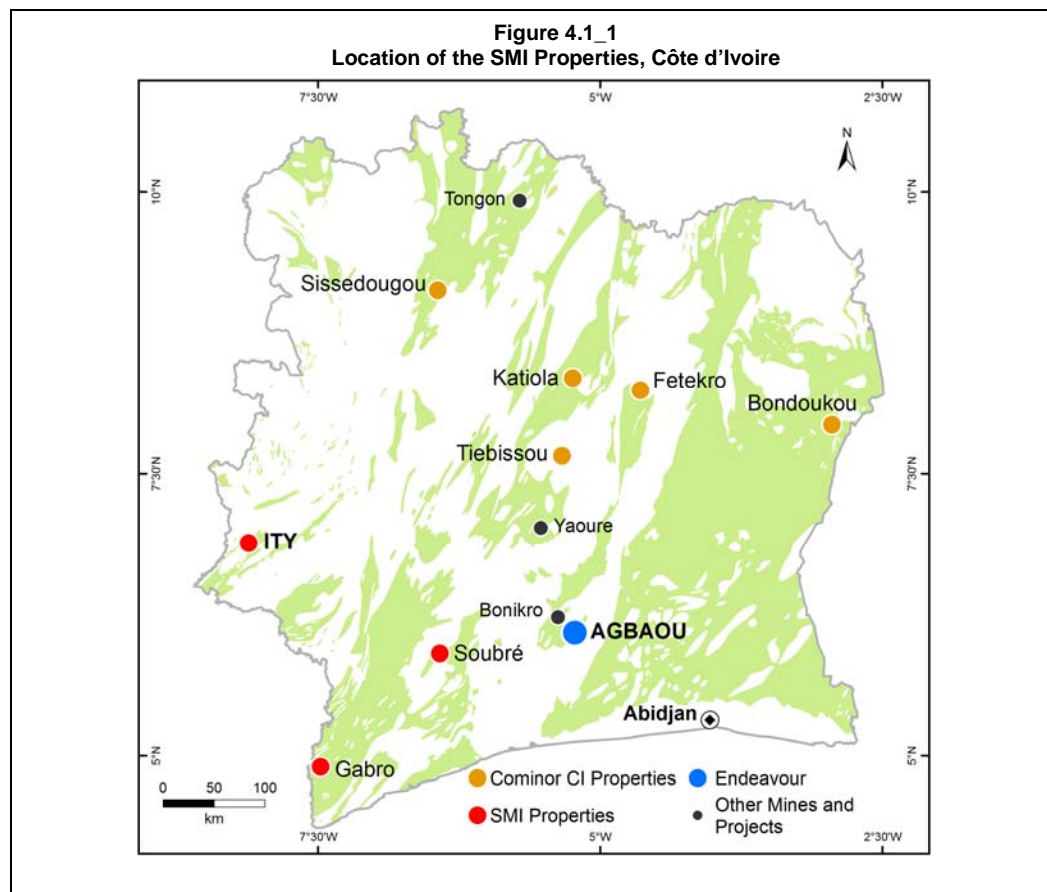 Figure 4.1_1
Location of the SMI Properties, Côte d'Ivoire
7°30'W
5°W
2°30'W
N
10°N
10°N
Tongon
Sissedougou
Katiola
Fetekro
Bondoukou
Tiebissou
7°30'N
7°30'N
Yaoure
ITY
Bonikro
AGBAOU
Soubré
Abidjan
5°N
5°N
Gabro
Cominor CI Properties
Endeavour
SMI Properties
Other Mines and
Projects
0 50 100
km
7°30'W
5°W
2°30'W